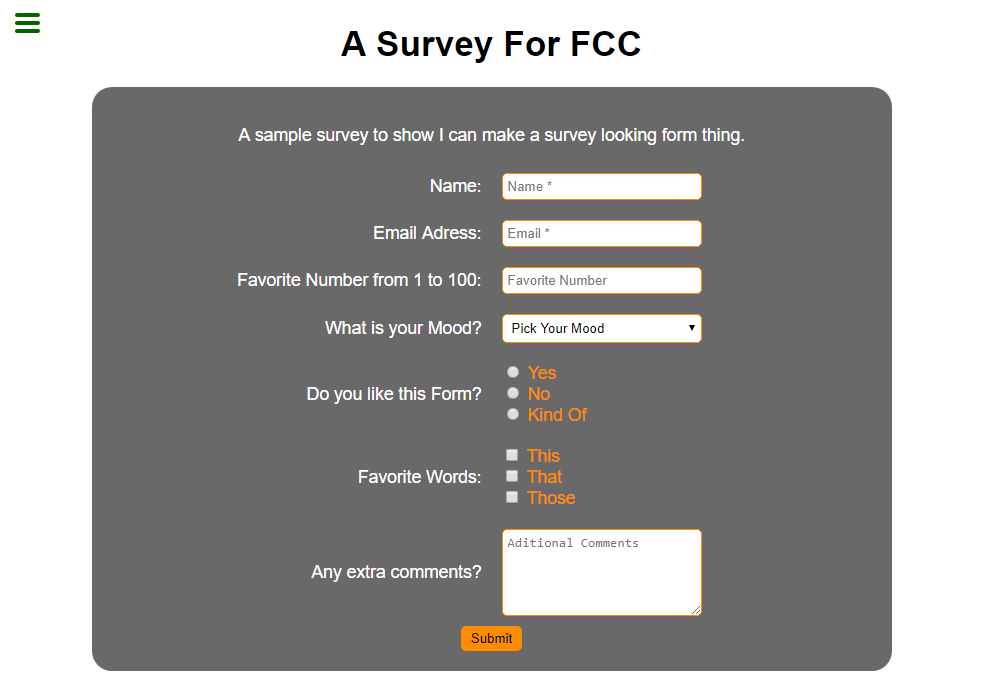 A Survey For FCC
A sample survey to show I can make a survey looking form thing.
Name: Name *
Email Adress: Email *
Favorite Number from 1 to 100: Favorite Number
What is your Mood? Pick Your Mood
Do you like this Form?
Yes
No
Kind Of
Favorite Words:
This
That
Those
Any extra comments?
Aditional Comments
Submit